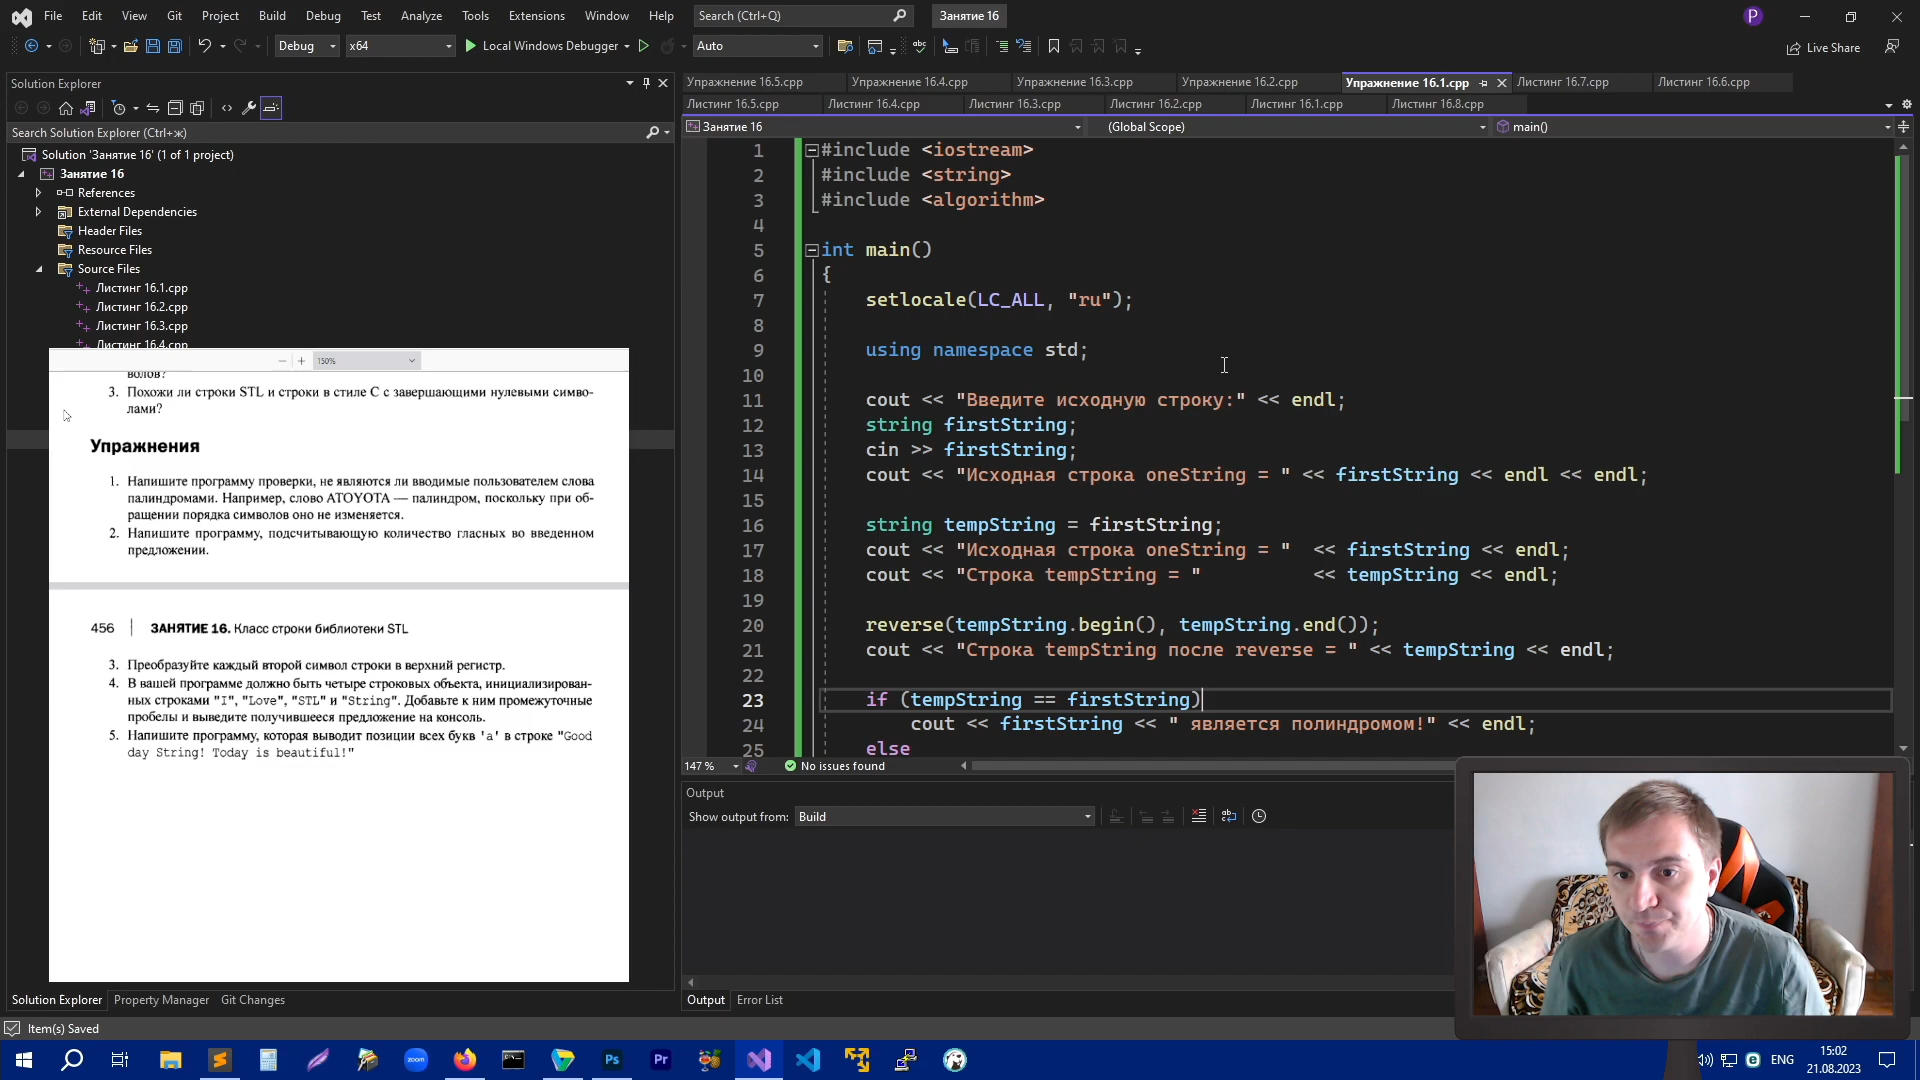 File Edit View Git Project Build Debug Test Analyze Tools Extensions Window Help Search (Ctrl+Q) Занятие 16 P
Debug x64 Local Windows Debugger Auto Live Share
Solution Explorer
Search Solution Explorer (Ctrl+ж)
Solution 'Занятие 16' (1 of 1 project)
Занятие 16
References
External Dependencies
Header Files
Resource Files
Source Files
Листинг 16.1.cpp
Листинг 16.2.cpp
Листинг 16.3.cpp
Листинг 16.4.cpp
150%
волов?
3. Похожи ли строки STL и строки в стиле C с завершающими нулевыми симво-
лами?
Упражнения
1. Напишите программу проверки, не являются ли вводимые пользователем слова
палиндромами. Например, слово ATOYOTA — палиндром, поскольку при об-
ращении порядка символов оно не изменяется.
2. Напишите программу, подсчитывающую количество гласных во введенном
предложении.
456 | ЗАНЯТИЕ 16. Класс строки библиотеки STL
3. Преобразуйте каждый второй символ строки в верхний регистр.
4. В вашей программе должно быть четыре строковых объекта, инициализирован-
ных строками "I", "Love", "STL" и "String". Добавьте к ним промежуточные
пробелы и выведите получившееся предложение на консоль.
5. Напишите программу, которая выводит позиции всех букв 'a' в строке "Good
day String! Today is beautiful!"
Solution Explorer Property Manager Git Changes
Упражнение 16.5.cpp Упражнение 16.4.cpp Упражнение 16.3.cpp Упражнение 16.2.cpp Упражнение 16.1.cpp Листинг 16.7.cpp Листинг 16.6.cpp
Листинг 16.5.cpp Листинг 16.4.cpp Листинг 16.3.cpp Листинг 16.2.cpp Листинг 16.1.cpp Листинг 16.8.cpp
Занятие 16 (Global Scope) main()
1 #include <iostream>
2 #include <string>
3 #include <algorithm>
4
5 int main()
6 {
7 setlocale(LC_ALL, "ru");
8
9 using namespace std;
10
11 cout << "Введите исходную строку:" << endl;
12 string firstString;
13 cin >> firstString;
14 cout << "Исходная строка oneString = " << firstString << endl << endl;
15
16 string tempString = firstString;
17 cout << "Исходная строка oneString = " << firstString << endl;
18 cout << "Строка tempString = " << tempString << endl;
19
20 reverse(tempString.begin(), tempString.end());
21 cout << "Строка tempString после reverse = " << tempString << endl;
22
23 if (tempString == firstString)
24 cout << firstString << " является полиндромом!" << endl;
25 else
147 % No issues found
Output
Show output from: Build
Output Error List
Item(s) Saved
zoom Ps Pr ENG 15:02
21.08.2023